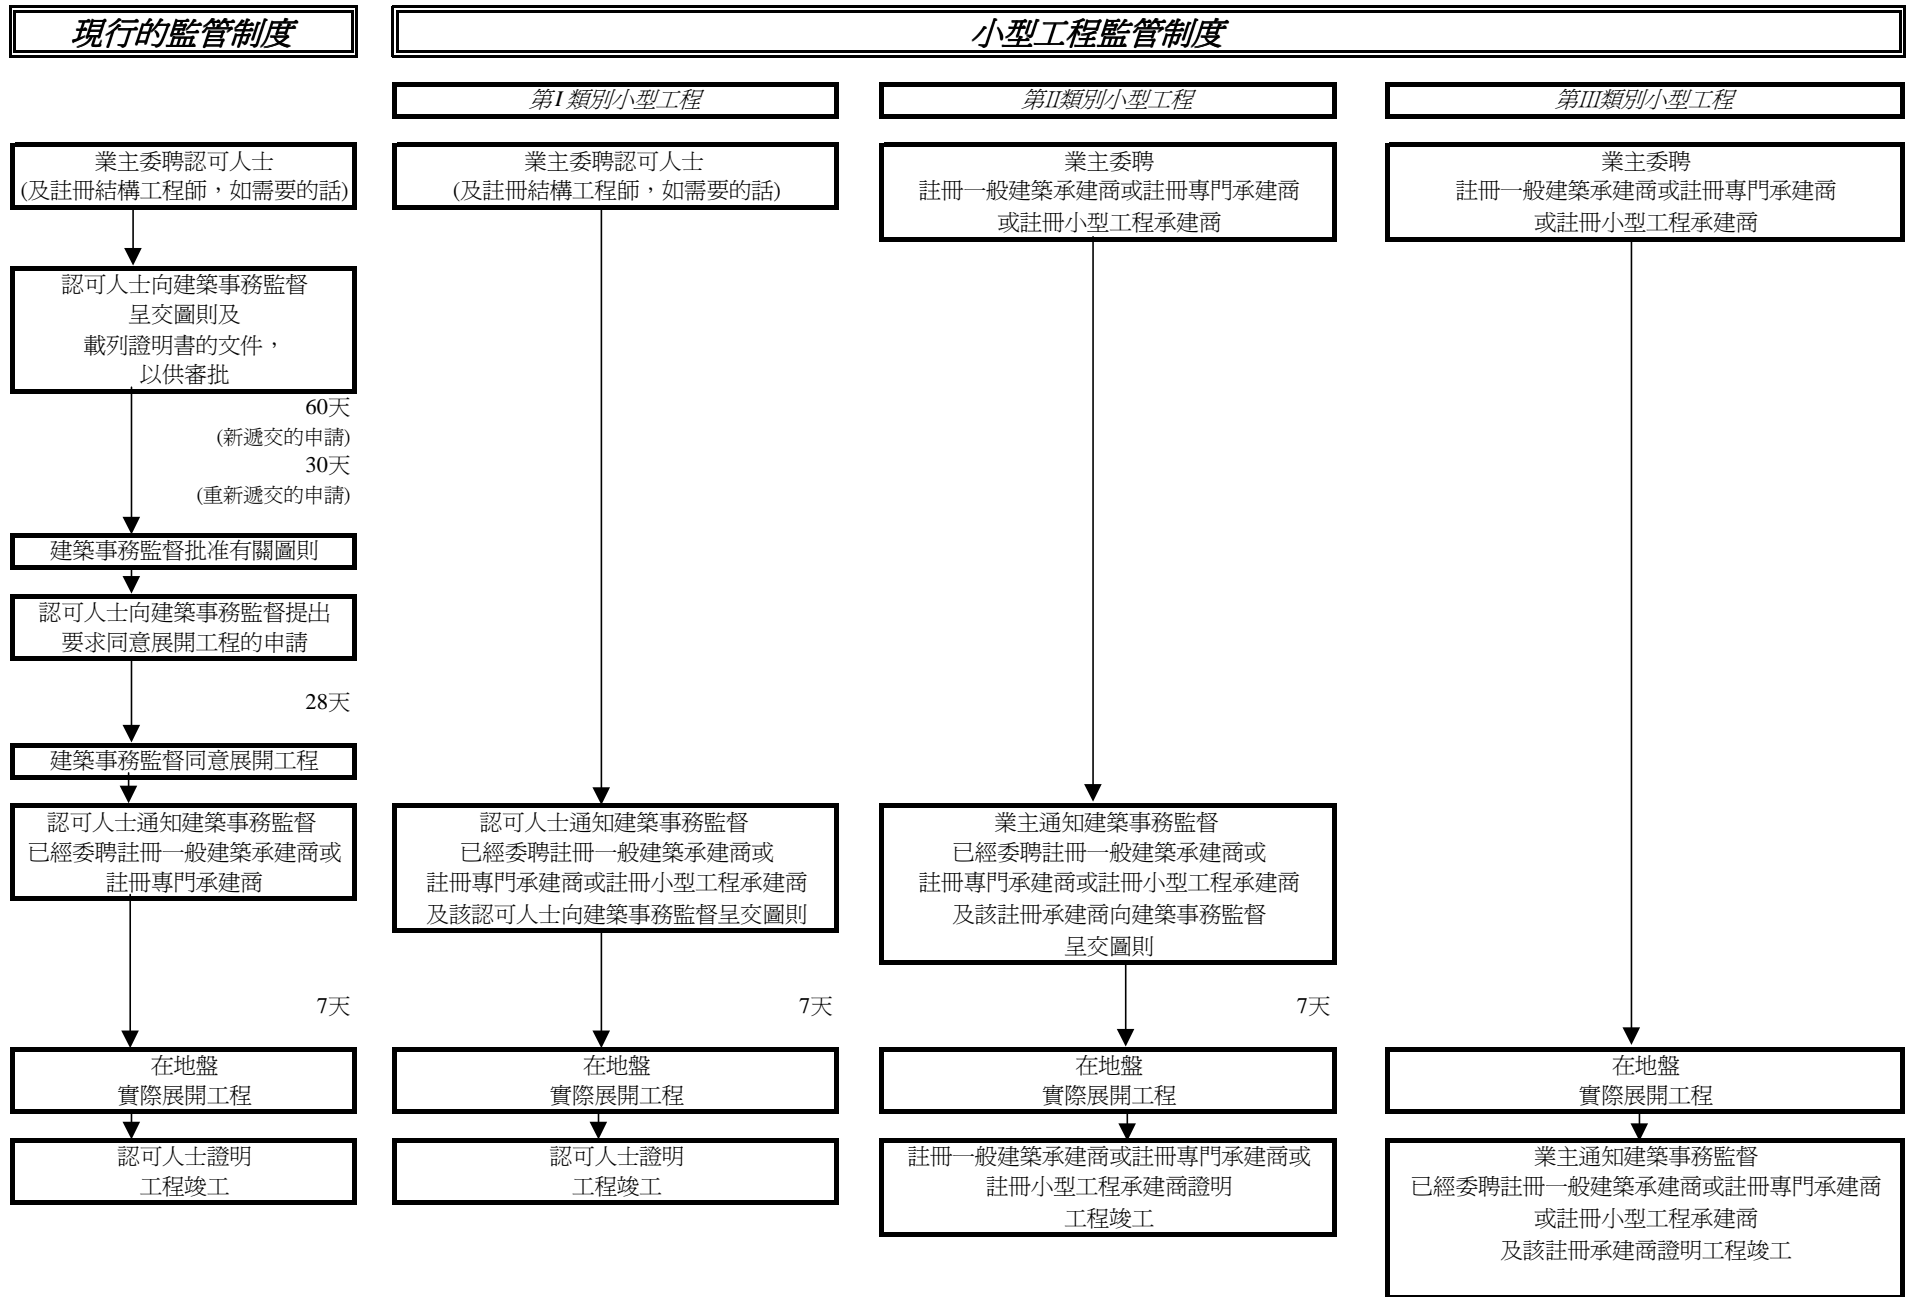 現行的監管制度
小型工程監管制度
第I 類別小型工程
第II類別小型工程
第III類別小型工程
業主委聘認可人士
(及註冊結構工程師，如需要的話)
認可人士向建築事務監督
呈交圖則及
載列證明書的文件，
以供審批
60天
(新遞交的申請)
30天
(重新遞交的申請)
建築事務監督批准有關圖則
認可人士向建築事務監督提出
要求同意展開工程的申請
28天
建築事務監督同意展開工程
認可人士通知建築事務監督
已經委聘註冊一般建築承建商或
註冊專門承建商
7天
在地盤
實際展開工程
認可人士證明
工程竣工
業主委聘認可人士
(及註冊結構工程師，如需要的話)
認可人士通知建築事務監督
已經委聘註冊一般建築承建商或
註冊專門承建商或註冊小型工程承建商
及該認可人士向建築事務監督呈交圖則
7天
在地盤
實際展開工程
認可人士證明
工程竣工
業主委聘
註冊一般建築承建商或註冊專門承建商
或註冊小型工程承建商
業主通知建築事務監督
已經委聘註冊一般建築承建商或
註冊專門承建商或註冊小型工程承建商
及該註冊承建商向建築事務監督
呈交圖則
7天
在地盤
實際展開工程
註冊一般建築承建商或註冊專門承建商或
註冊小型工程承建商證明
工程竣工
業主委聘
註冊一般建築承建商或註冊專門承建商
或註冊小型工程承建商
在地盤
實際展開工程
業主通知建築事務監督
已經委聘註冊一般建築承建商或註冊專門承建商
或註冊小型工程承建商
及該註冊承建商證明工程竣工